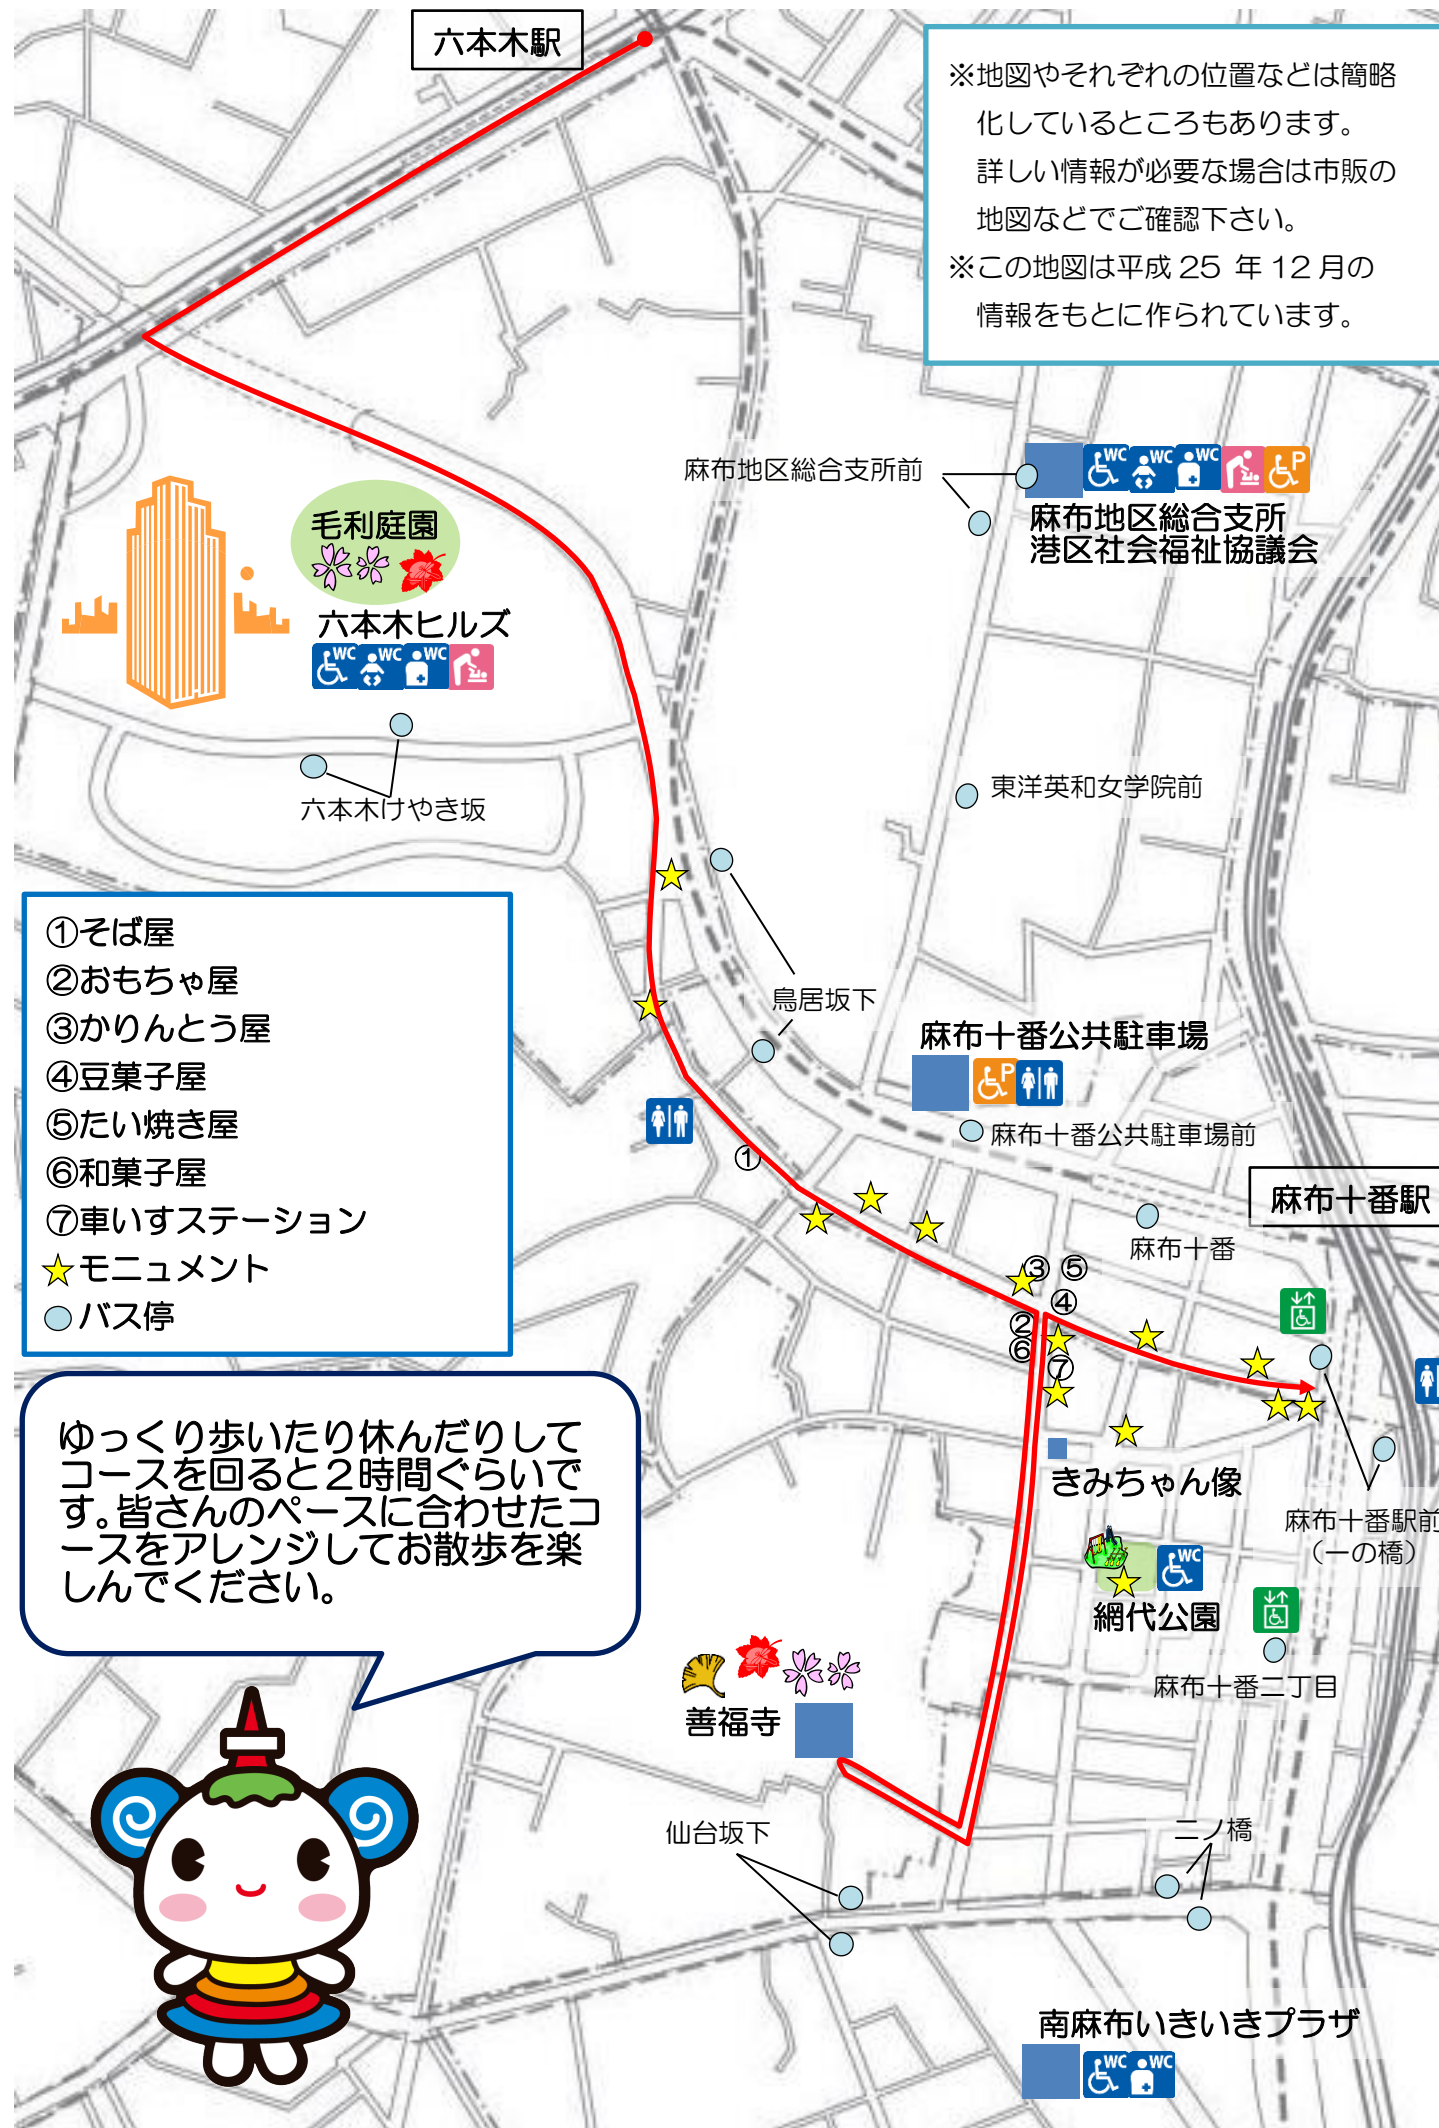 六本木駅
※地図やそれぞれの位置などは簡略
化しているところもあります。
詳しい情報が必要な場合は市販の
地図などでご確認下さい。
※この地図は平成 25 年 12 月の
情報をもとに作られています。
麻布地区総合支所前
WC
WC
WC
P
麻布地区総合支所
港区社会福祉協議会
毛利庭園
六本木ヒルズ
WC
WC
WC
六本木けやき坂
東洋英和女学院前
①そば屋
②おもちゃ屋
③かりんとう屋
④豆菓子屋
⑤たい焼き屋
⑥和菓子屋
⑦車いすステーション
モニュメント
バス停
鳥居坂下
麻布十番公共駐車場
P
麻布十番公共駐車場前
①
麻布十番駅
麻布十番
③
⑤
④
②
⑥
⑦
きみちゃん像
麻布十番駅前
（一の橋）
WC
網代公園
麻布十番二丁目
ゆっくり歩いたり休んだりして
コースを回ると２時間ぐらいで
す。皆さんのペースに合わせたコ
ースをアレンジしてお散歩を楽
しんでください。
善福寺
仙台坂下
二ノ橋
南麻布いきいきプラザ
WC
WC